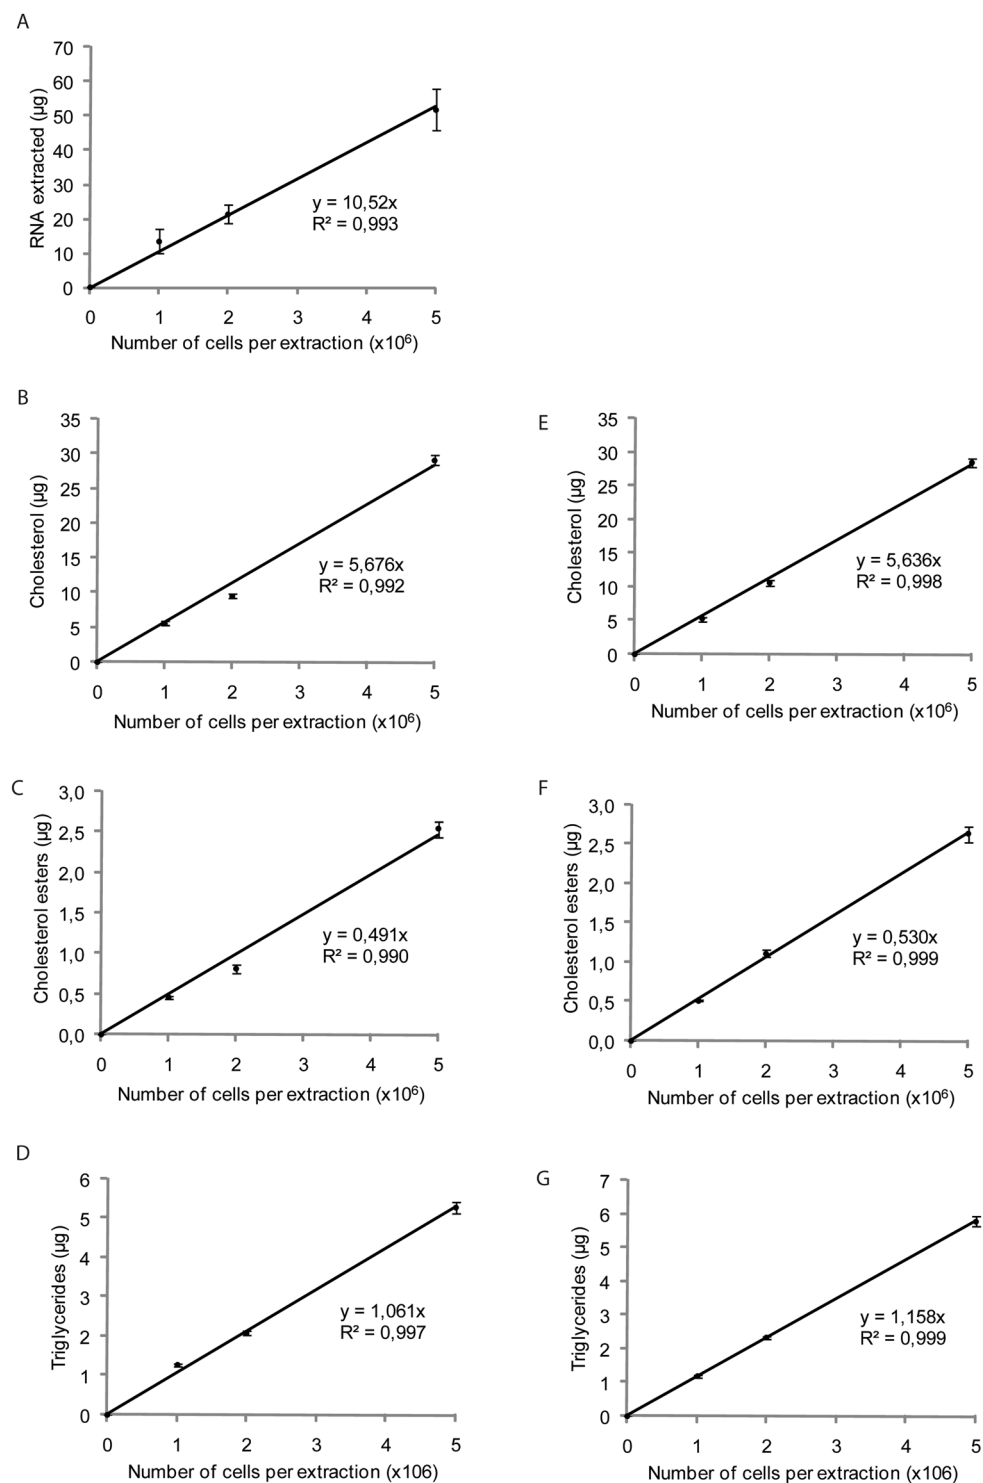 A
70
60
50
40
30
20
10
0
RNA extracted (µg)
y = 10,52x
R² = 0,993
0 1 2 3 4 5
Number of cells per extraction (x10⁶)
B
35
30
25
20
15
10
5
0
Cholesterol (µg)
y = 5,676x
R² = 0,992
0 1 2 3 4 5
Number of cells per extraction (x10⁶)
E
35
30
25
20
15
10
5
0
Cholesterol (µg)
y = 5,636x
R² = 0,998
0 1 2 3 4 5
Number of cells per extraction (x10⁶)
C
3,0
2,5
2,0
1,5
1,0
0,5
0,0
Cholesterol esters (µg)
y = 0,491x
R² = 0,990
0 1 2 3 4 5
Number of cells per extraction (x10⁶)
F
3,0
2,5
2,0
1,5
1,0
0,5
0,0
Cholesterol esters (µg)
y = 0,530x
R² = 0,999
0 1 2 3 4 5
Number of cells per extraction (x10⁶)
D
6
5
4
3
2
1
0
Triglycerides (µg)
y = 1,061x
R² = 0,997
0 1 2 3 4 5
Number of cells per extraction (x106)
G
7
6
5
4
3
2
1
0
Triglycerides (µg)
y = 1,158x
R² = 0,999
0 1 2 3 4 5
Number of cells per extraction (x106)